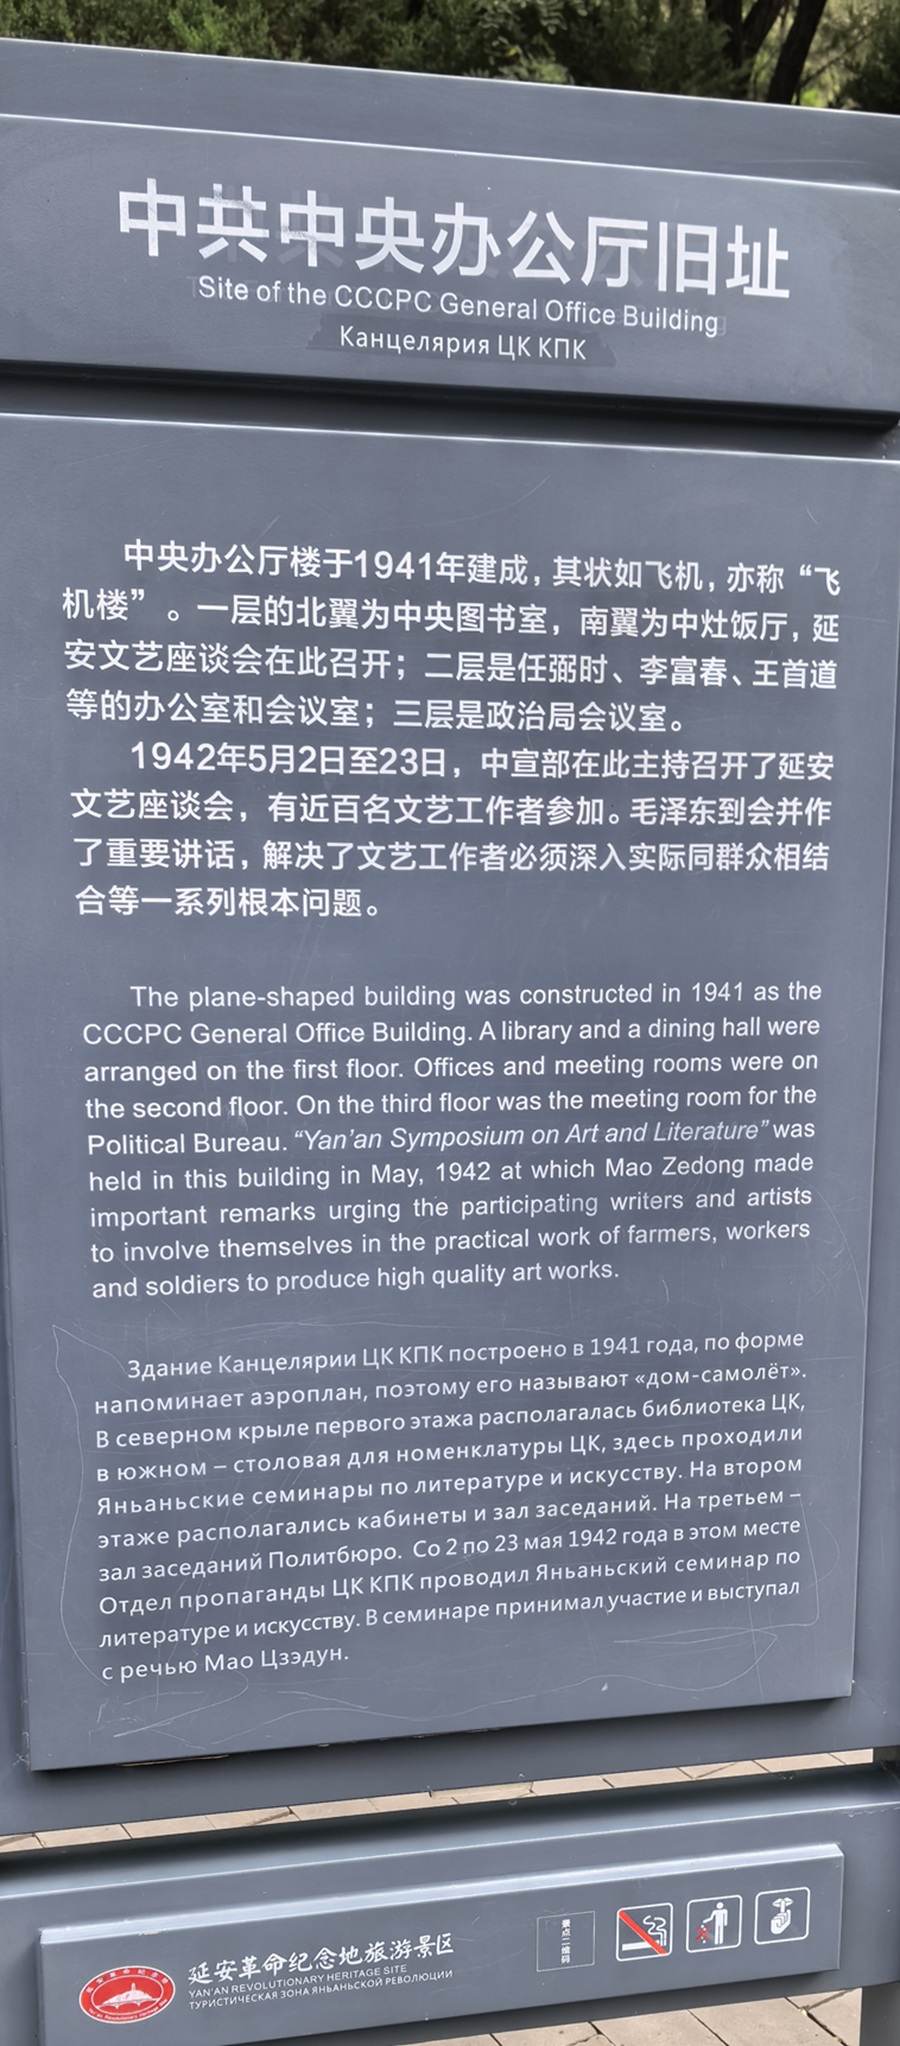 中共中央办公厅旧址
Site of the CCCPC General Office Building
Канцелярия ЦК КПК
中央办公厅楼于1941年建成，其状如飞机，亦称“飞
机楼”。一层的北翼为中央图书室，南翼为中灶饭厅，延
安文艺座谈会在此召开；二层是任弼时、李富春、王首道
等的办公室和会议室；三层是政治局会议室。
1942年5月2日至23日，中宣部在此主持召开了延安
文艺座谈会，有近百名文艺工作者参加。毛泽东到会并作
了重要讲话，解决了文艺工作者必须深入实际同群众相结
合等一系列根本问题。
The plane-shaped building was constructed in 1941 as the
CCCPC General Office Building. A library and a dining hall were
arranged on the first floor. Offices and meeting rooms were on
the second floor. On the third floor was the meeting room for the
Political Bureau. “Yan’an Symposium on Art and Literature” was
held in this building in May, 1942 at which Mao Zedong made
important remarks urging the participating writers and artists
to involve themselves in the practical work of farmers, workers
and soldiers to produce high quality art works.
Здание Канцелярии ЦК КПК построено в 1941 года, по форме
напоминает аэроплан, поэтому его называют «дом-самолёт».
В северном крыле первого этажа располагалась библиотека ЦК,
в южном – столовая для номенклатуры ЦК, здесь проходили
Яньаньские семинары по литературе и искусству. На втором
этаже располагались кабинеты и зал заседаний. На третьем –
зал заседаний Политбюро. Со 2 по 23 мая 1942 года в этом месте
Отдел пропаганды ЦК КПК проводил Яньаньский семинар по
литературе и искусству. В семинаре принимал участие и выступал
с речью Мао Цзэдун.
延安革命纪念地旅游景区
YAN'AN REVOLUTIONARY HERITAGE SITE
ТУРИСТИЧЕСКАЯ ЗОНА ЯНЬАНЬСКОЙ РЕВОЛЮЦИИ
景点二维码